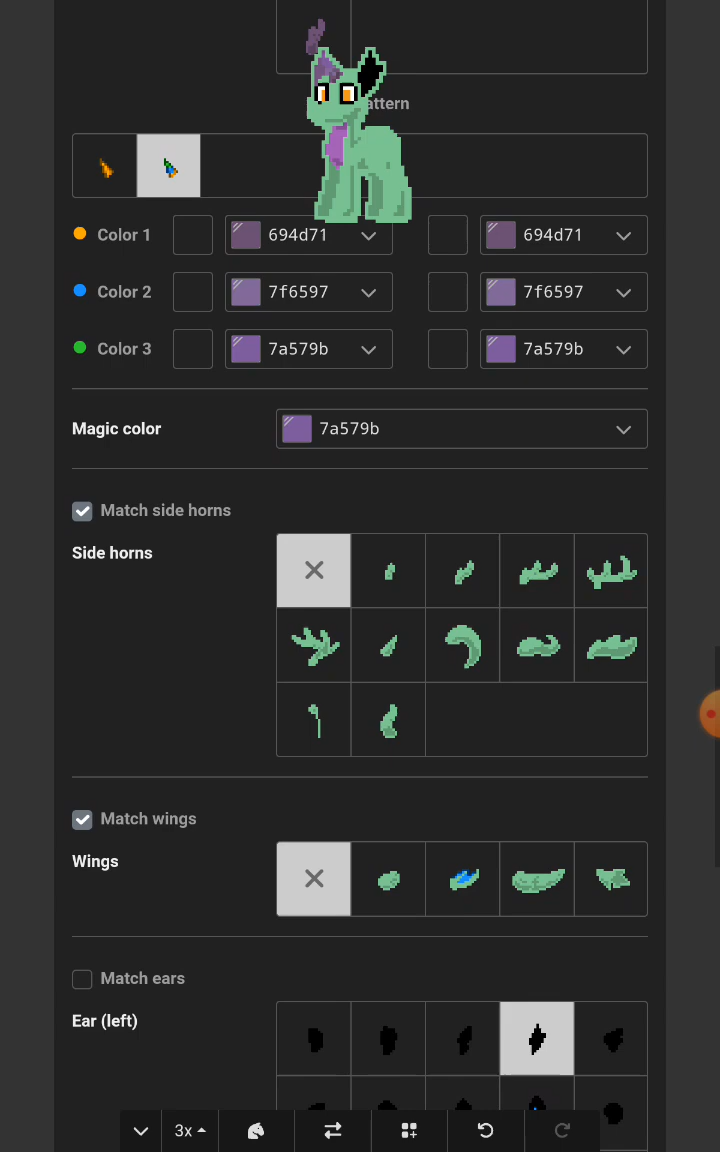 attern
Color 1 694d71 694d71
Color 2 7f6597 7f6597
Color 3 7a579b 7a579b
Magic color 7a579b
Match side horns
Side horns
Match wings
Wings
Match ears
Ear (left)
3x